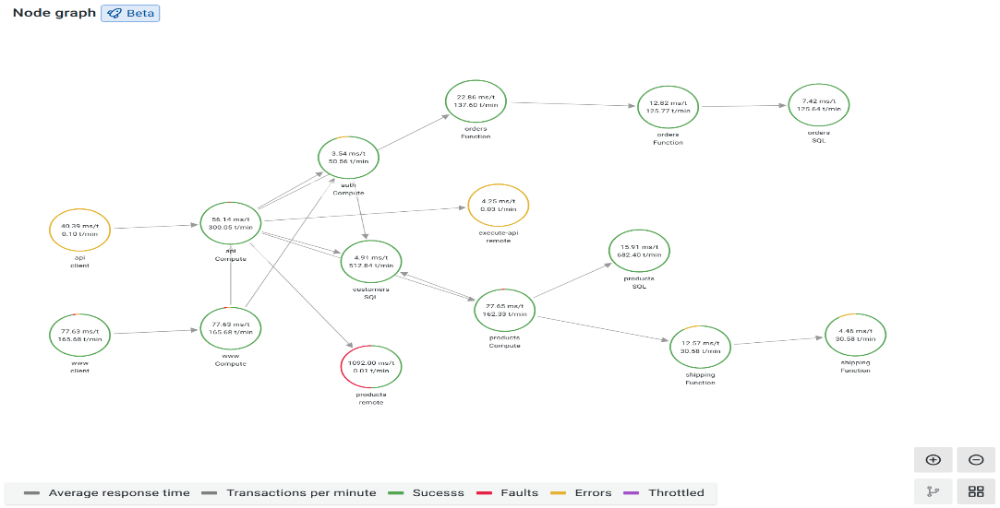 Node graph
Beta
22.86 ms/t
137.60 t/min
orders
Function
12.82 ms/t
125.77 t/min
orders
Function
7.42 ms/t
125.64 t/min
orders
SQL
3.54 ms/t
50.56 t/min
auth
Compute
4.25 ms/t
0.03 t/min
execute-api
remote
40.39 ms/t
0.10 t/min
api
client
56.14 ms/t
300.05 t/min
api
Compute
4.91 ms/t
512.84 t/min
customers
SQL
15.91 ms/t
682.40 t/min
products
SQL
77.63 ms/t
165.68 t/min
www
client
77.63 ms/t
165.68 t/min
www
Compute
27.65 ms/t
162.33 t/min
products
Compute
1092.00 ms/t
0.01 t/min
products
remote
12.57 ms/t
30.58 t/min
shipping
Function
4.46 ms/t
30.58 t/min
shipping
Function
Average response time
Transactions per minute
Sucesss
Faults
Errors
Throttled